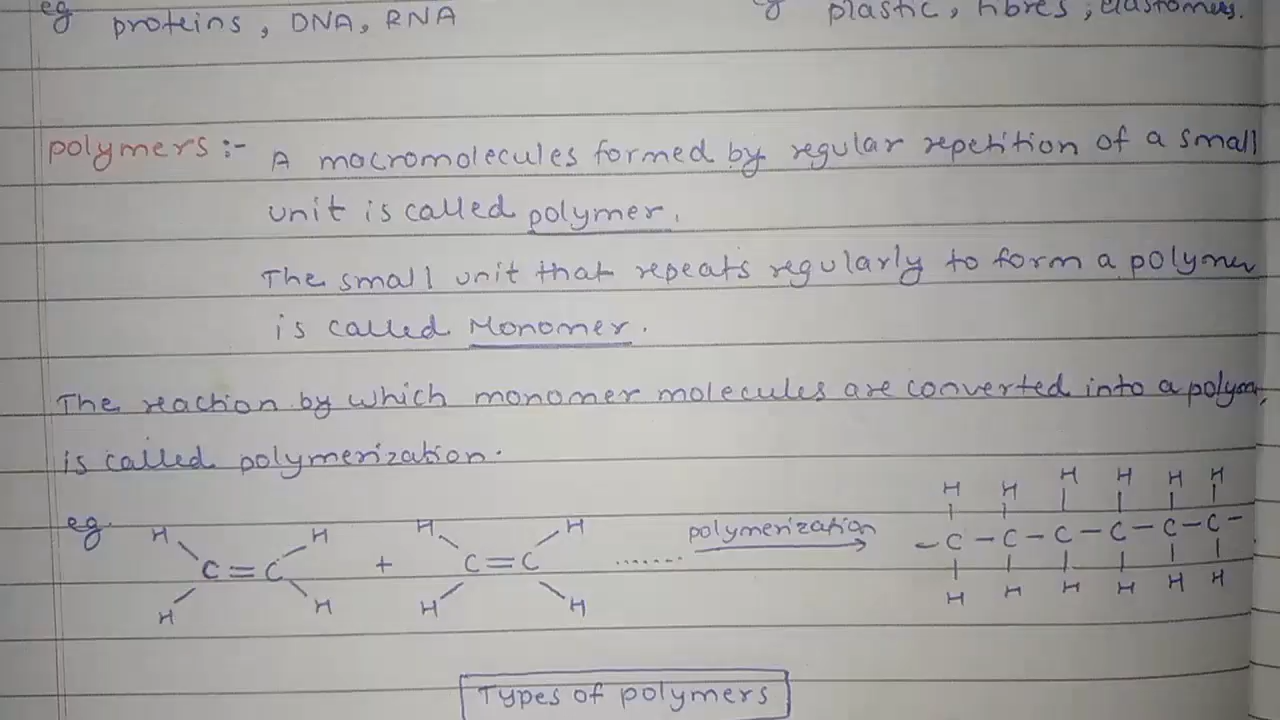 eg proteins, DNA, RNA
eg plastic, fibres, elastomers.
polymers :- A macromolecules formed by regular repetition of a small
unit is called polymer.
The small unit that repeats regularly to form a polymer
is called Monomer.
The reaction by which monomer molecules are converted into a polymer
is called polymerization.
eg.
H H H H H H H H H H
C=C + C=C ....... polymerization -C-C-C-C-C-C-
H H H H H H H H H H
Types of polymers